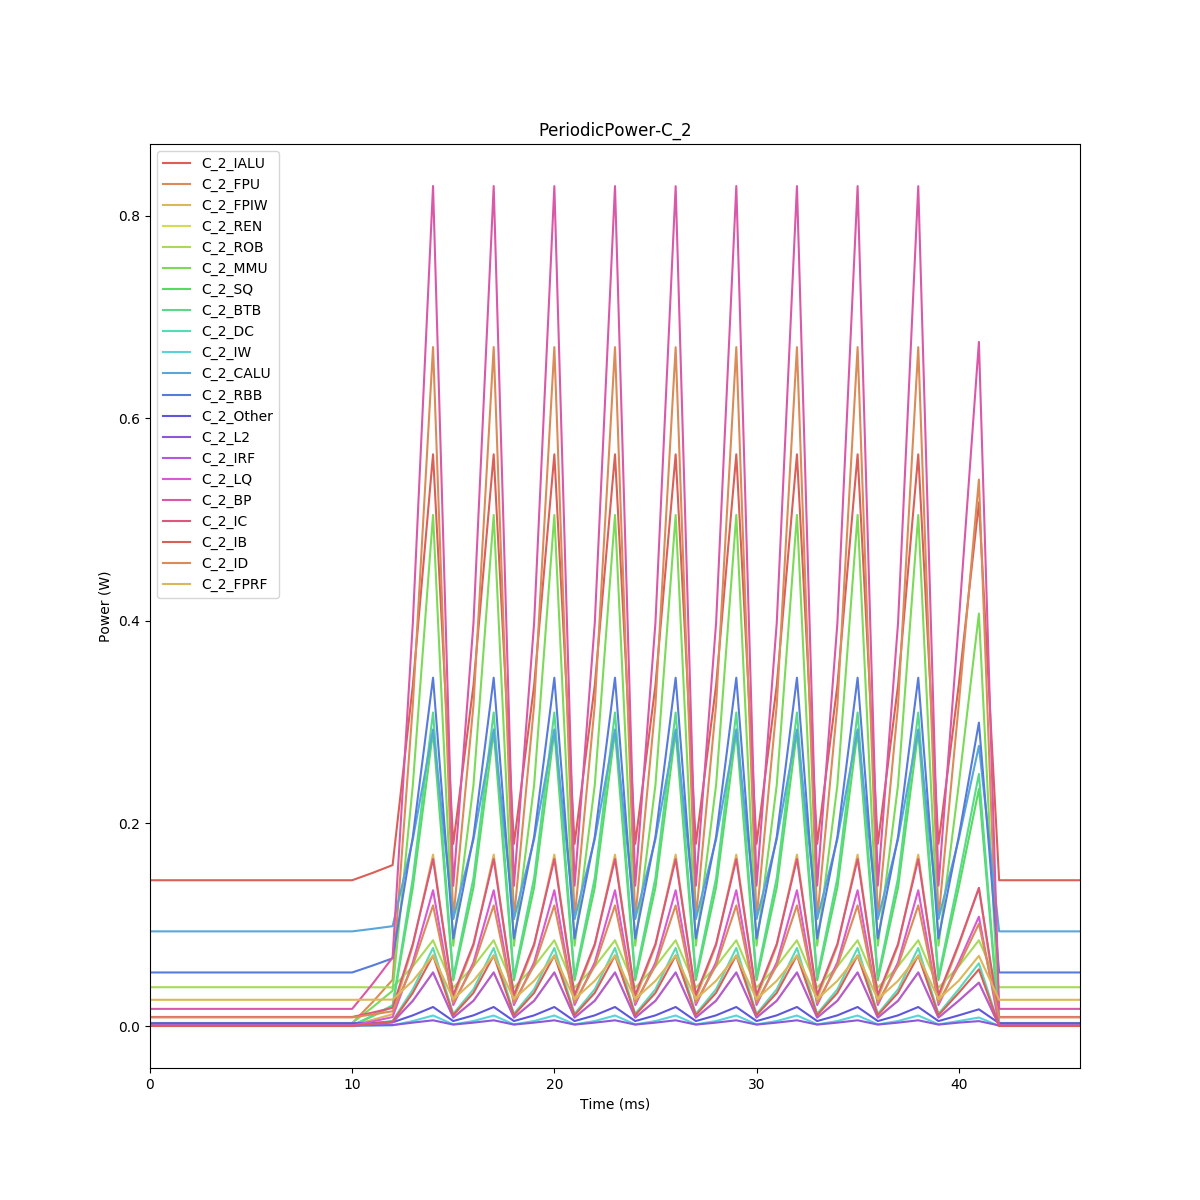 PeriodicPower-C_2
C_2_IALU
C_2_FPU
C_2_FPIW
C_2_REN
C_2_ROB
C_2_MMU
C_2_SQ
C_2_BTB
C_2_DC
C_2_IW
C_2_CALU
C_2_RBB
C_2_Other
C_2_L2
C_2_IRF
C_2_LQ
C_2_BP
C_2_IC
C_2_IB
C_2_ID
C_2_FPRF
0.8
0.6
0.4
0.2
0.0
Power (W)
0 10 20 30 40
Time (ms)